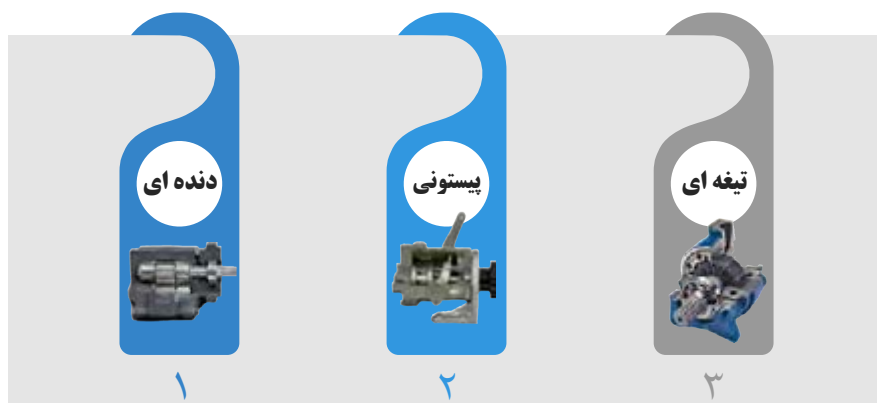 دنده ای
پیستونی
تیغه ای
۱
۲
۳